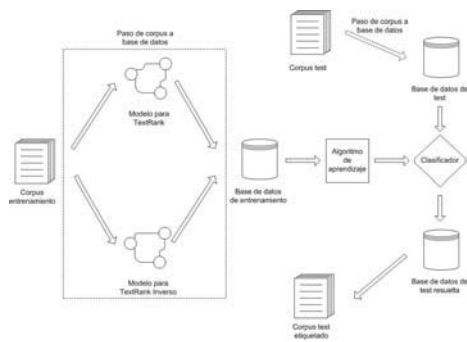 Paso de corpus a
base de datos
Modelo para
TextRank
Corpus
entrenamiento
Modelo para
TextRank Inverso
Base de datos
de entrenamiento
Algoritmo
de
aprendizaje
Corpus test
Paso de corpus a
base de datos
Base de datos de
test
Clasificador
Base de datos de
test resuelta
Corpus test
etiquetado